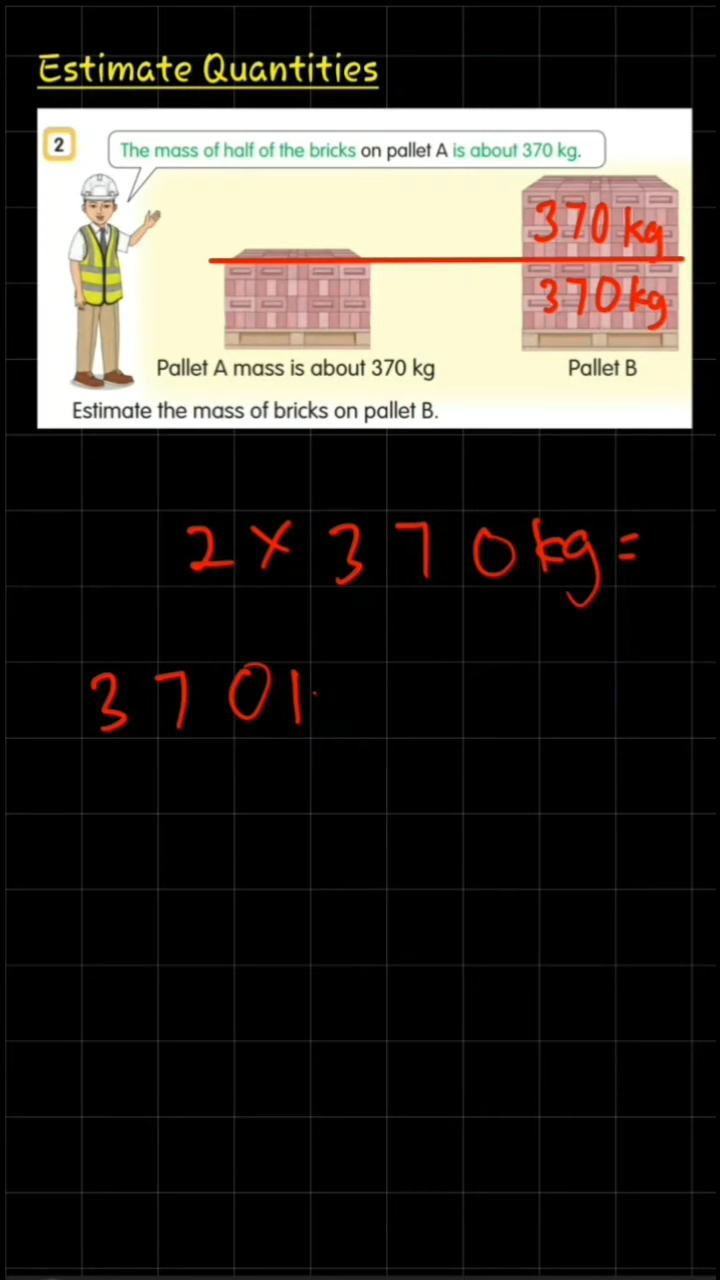 Estimate Quantities
2
The mass of half of the bricks on pallet A is about 370 kg.
370 kg
370 kg
Pallet A mass is about 370 kg
Pallet B
Estimate the mass of bricks on pallet B.
2 × 370 kg =
370